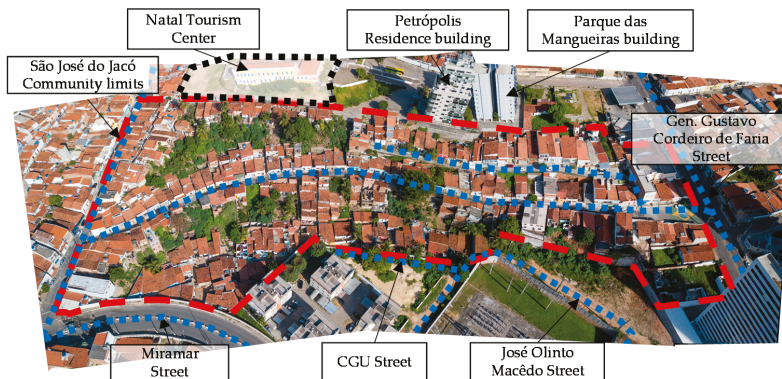 Natal Tourism
Center
Petrópolis
Residence building
Parque das
Mangueiras building
São José do Jacó
Community limits
Gen. Gustavo
Cordeiro de Faria
Street
Miramar
Street
CGU Street
José Olinto
Macêdo Street